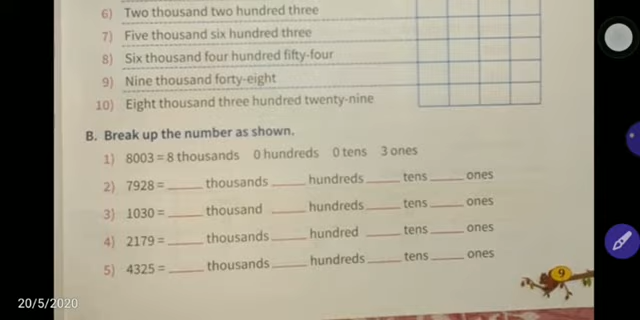 6) Two thousand two hundred three
7) Five thousand six hundred three
8) Six thousand four hundred fifty-four
9) Nine thousand forty-eight
10) Eight thousand three hundred twenty-nine
B. Break up the number as shown.
1) 8003 = 8 thousands 0 hundreds 0 tens 3 ones
2) 7928 = _____ thousands _____ hundreds _____ tens _____ ones
3) 1030 = _____ thousand _____ hundreds _____ tens _____ ones
4) 2179 = _____ thousands _____ hundred _____ tens _____ ones
5) 4325 = _____ thousands _____ hundreds _____ tens _____ ones
9
20/5/2020